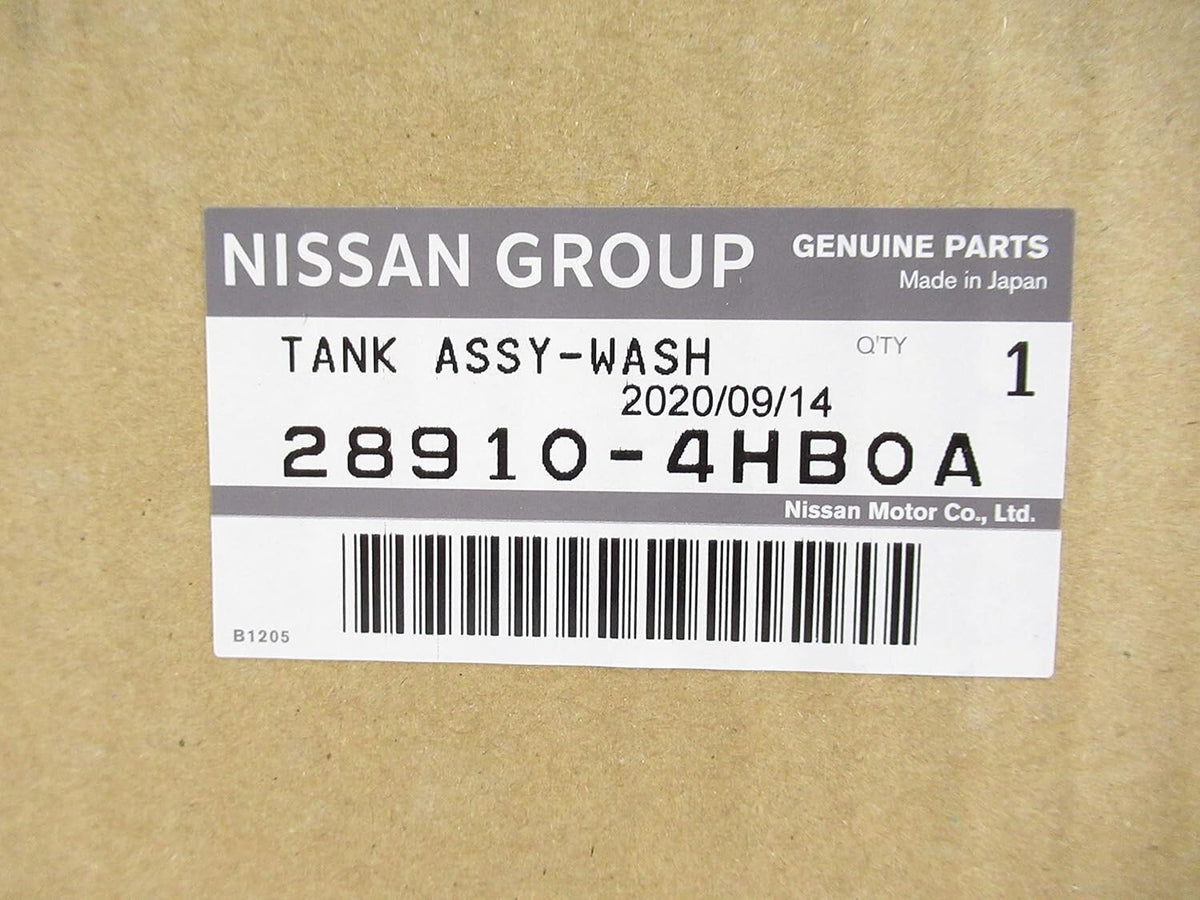 NISSAN GROUP GENUINE PARTS
Made in Japan
TANK ASSY-WASH Q'TY 1
2020/09/14
28910-4HB0A
Nissan Motor Co., Ltd.
B1205